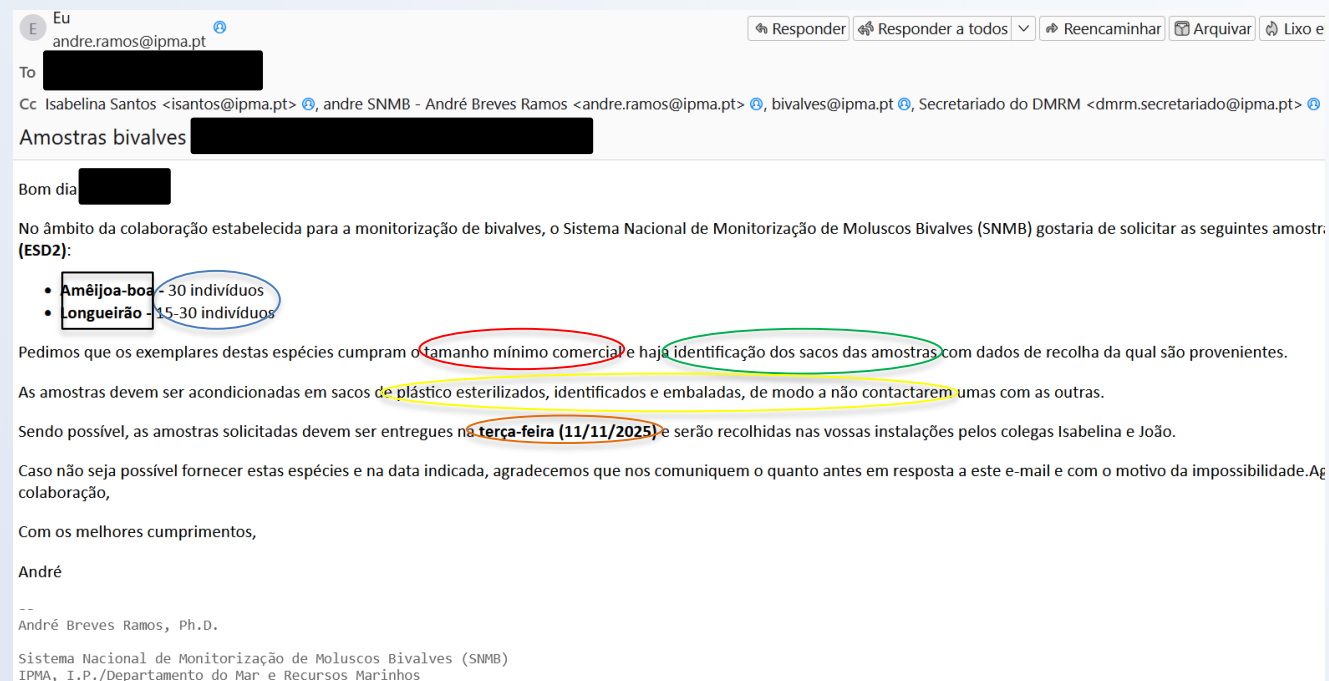 E
Eu
andre.ramos@ipma.pt
Responder Responder a todos Reencaminhar Arquivar Lixo
To
Cc Isabelina Santos <isantos@ipma.pt>, andre SNMB - André Breves Ramos <andre.ramos@ipma.pt>, bivalves@ipma.pt, Secretariado do DMRM <dmrm.secretariado@ipma.pt>
Amostras bivalves
Bom dia
No âmbito da colaboração estabelecida para a monitorização de bivalves, o Sistema Nacional de Monitorização de Moluscos Bivalves (SNMB) gostaria de solicitar as seguintes
(ESD2):
• Amêijoa-boa - 30 indivíduos
• Longueirão - 15-30 indivíduos
Pedimos que os exemplares destas espécies cumpram o tamanho mínimo comercial e haja identificação dos sacos das amostras com dados de recolha da qual são provenientes.
As amostras devem ser acondicionadas em sacos de plástico esterilizados, identificados e embaladas, de modo a não contactarem umas com as outras.
Sendo possível, as amostras solicitadas devem ser entregues na terça-feira (11/11/2025) e serão recolhidas nas vossas instalações pelos colegas Isabelina e João.
Caso não seja possível fornecer estas espécies e na data indicada, agradecemos que nos comuniquem o quanto antes em resposta a este e-mail e com o motivo da impossibilidade.
colaboração,
Com os melhores cumprimentos,
André
--
André Breves Ramos, Ph.D.
Sistema Nacional de Monitorização de Moluscos Bivalves (SNMB)
IPMA, I.P./Departamento do Mar e Recursos Marinhos